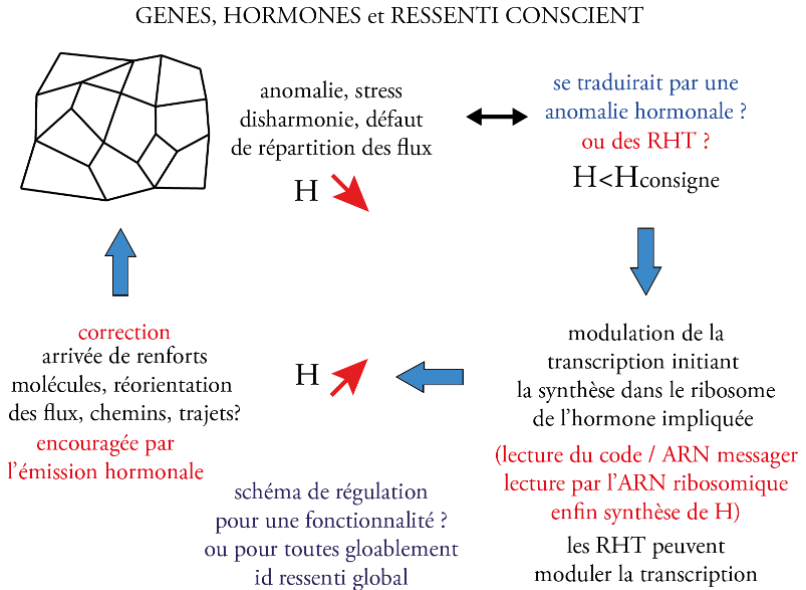 GENES, HORMONES et RESSENTI CONSCIENT
anomalie, stress
disharmonie, défaut
de répartition des flux
H
se traduirait par une
anomalie hormonale ?
ou des RHT ?
H<Hconsigne
modulation de la
transcription initiant
la synthèse dans le ribosome
de l'hormone impliquée
(lecture du code / ARN messager
lecture par l'ARN ribosomique
enfin synthèse de H)
les RHT peuvent
moduler la transcription
H
correction
arrivée de renforts
molécules, réorientation
des flux, chemins, trajets?
encouragée par
l'émission hormonale
schéma de régulation
pour une fonctionnalité ?
ou pour toutes gloablement
id ressenti global